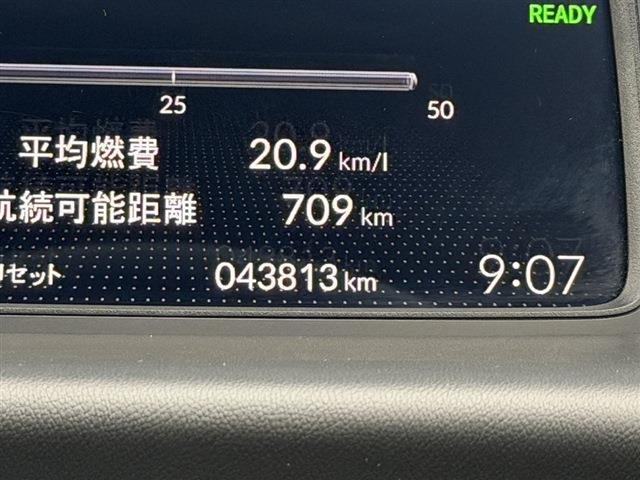 READY
25
50
平均燃費 20.9 km/l
航続可能距離 709 km
リセット 043813 km 9:07